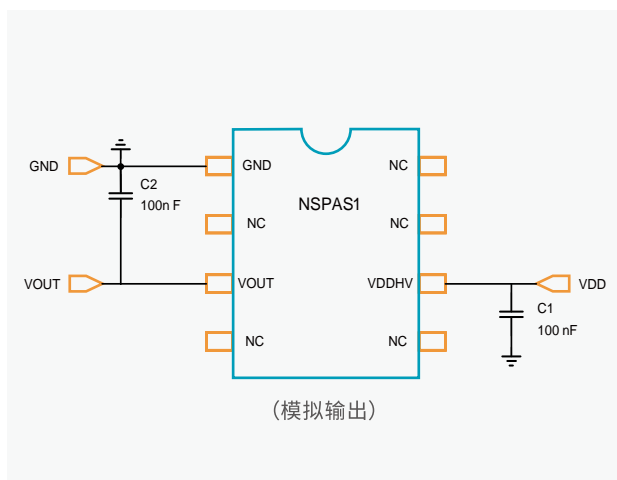 GND
GND
NC
C2
100n F
NSPAS1
NC
NC
VOUT
VOUT
VDDHV
VDD
C1
100 nF
NC
NC
(模拟输出)